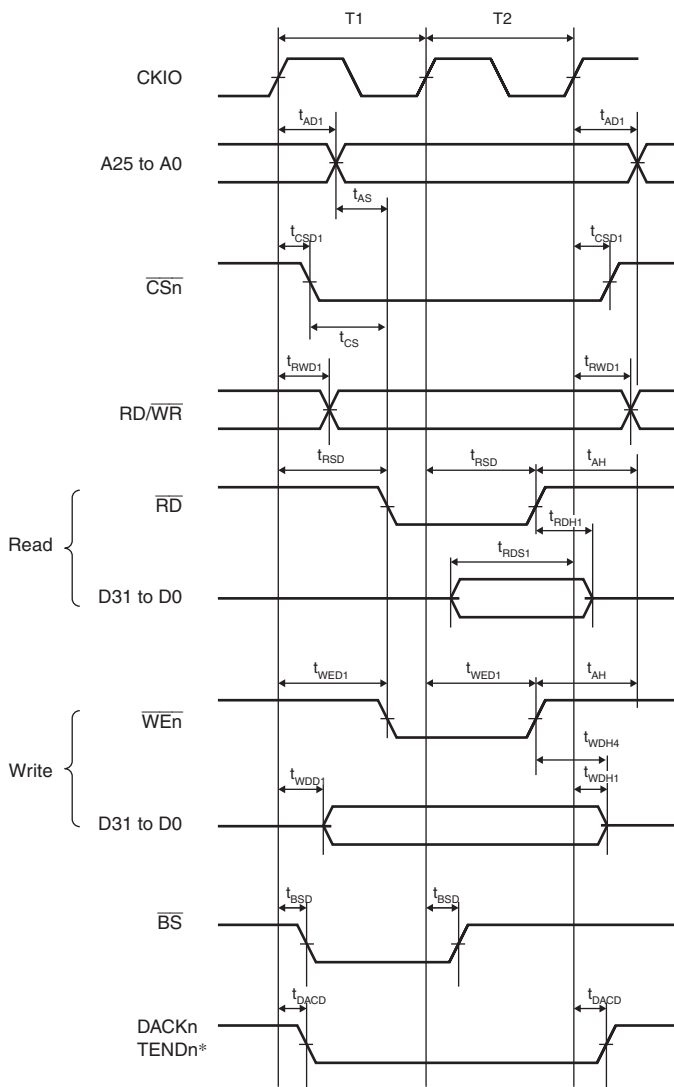 T1 T2
CKIO
tAD1 tAD1
A25 to A0
tAS
tCSD1 tCSD1
CSn
tCS
tRWD1 tRWD1
RD/WR
tRSD tRSD tAH
RD
tRDH1
Read
tRDS1
D31 to D0
tWED1 tWED1 tAH
WEn
tWDH4
Write
tWDD1 tWDH1
D31 to D0
tBSD tBSD
BS
tDACD tDACD
DACKn
TENDn*